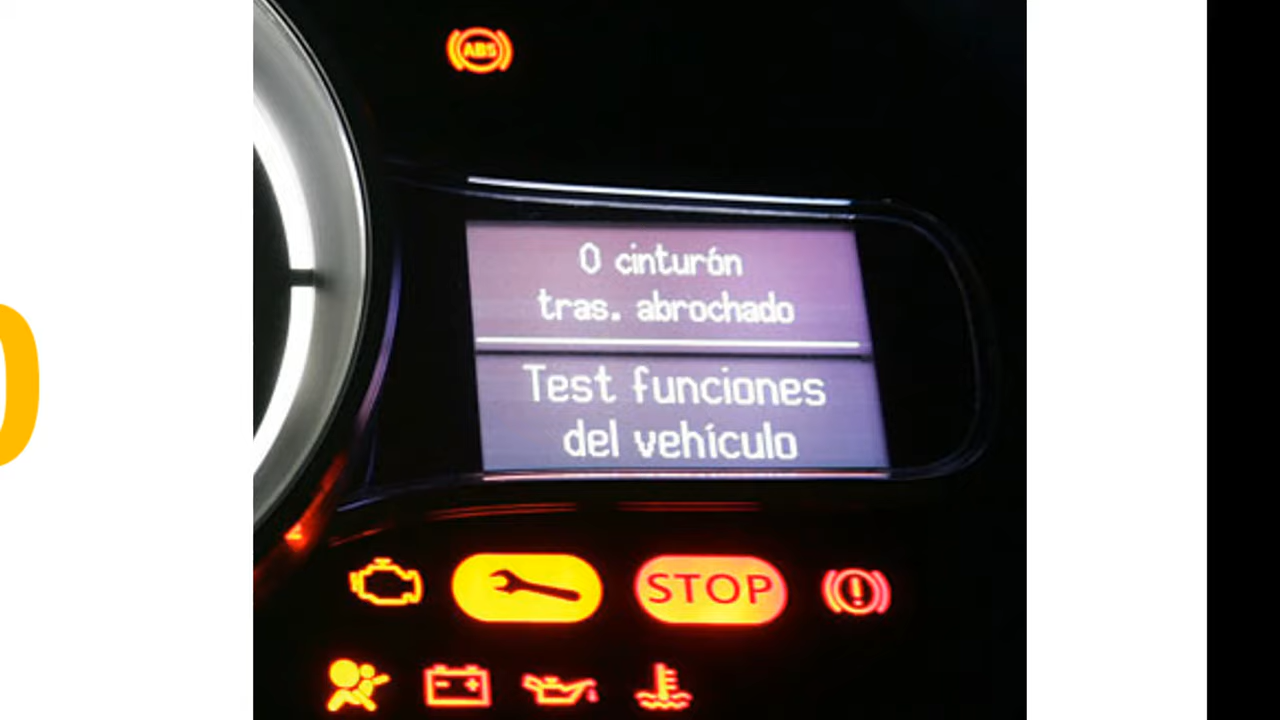 ABS
0 cinturón
tras. abrochado
Test funciones
del vehículo
STOP